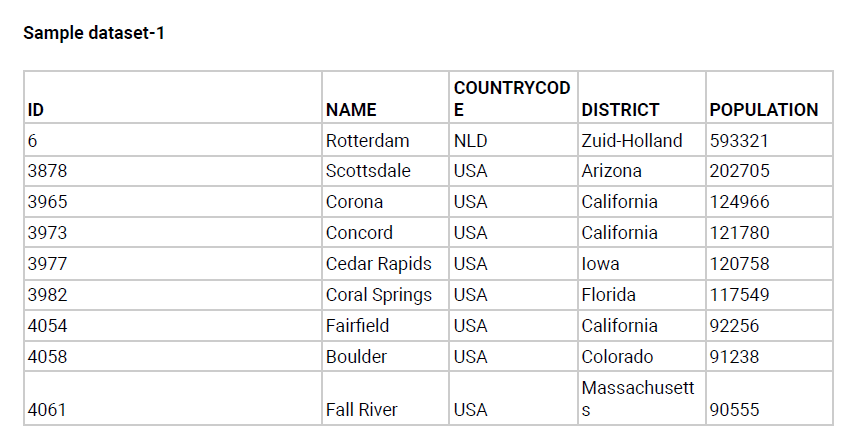 Sample dataset-1
ID NAME COUNTRYCOD
E DISTRICT POPULATION
6 Rotterdam NLD Zuid-Holland 593321
3878 Scottsdale USA Arizona 202705
3965 Corona USA California 124966
3973 Concord USA California 121780
3977 Cedar Rapids USA Iowa 120758
3982 Coral Springs USA Florida 117549
4054 Fairfield USA California 92256
4058 Boulder USA Colorado 91238
4061 Fall River USA Massachusett
s 90555